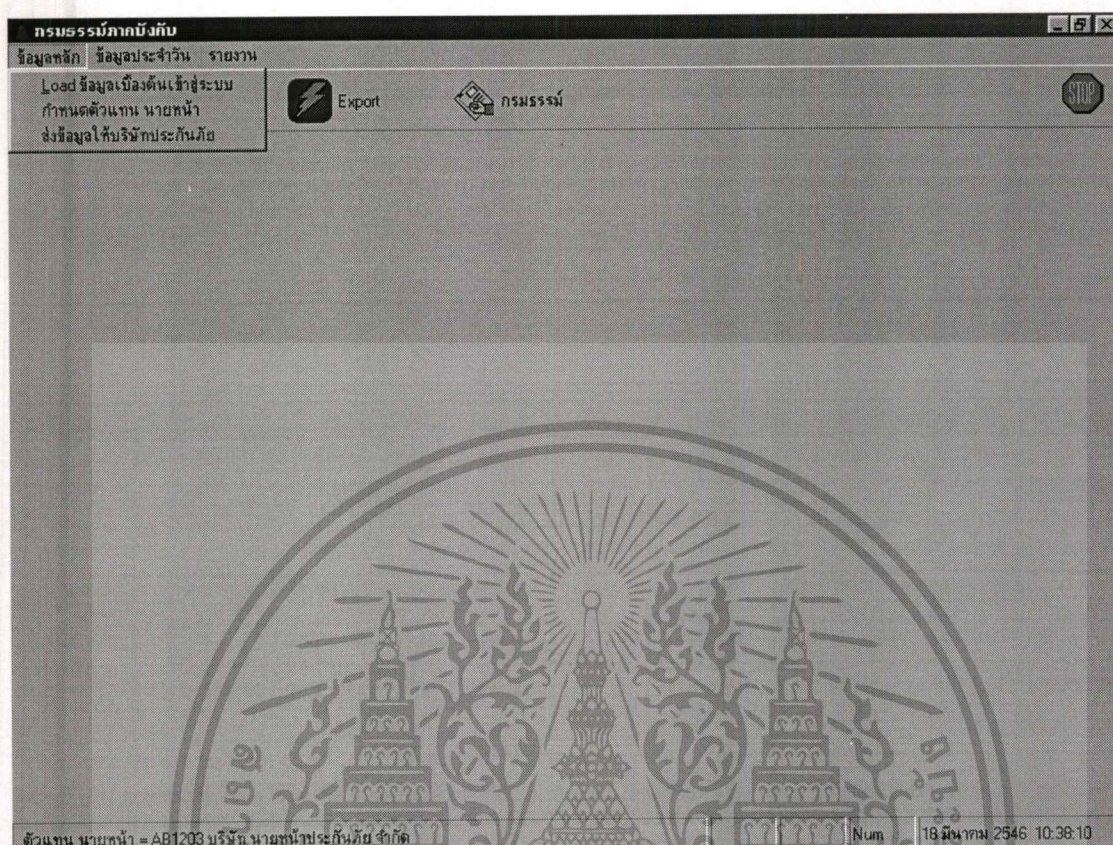 กรมธรรม์ภาคบังคับ
ข้อมูลหลัก ข้อมูลประจำวัน รายงาน
Load ข้อมูลเบื้องต้นเข้าสู่ระบบ
กำหนดตัวแทน นายหน้า
ส่งข้อมูลให้บริษัทประกันภัย
Export กรมธรรม์
STOP
ตัวแทน นายหน้า = AB1203 บริษัท นายหน้าประกันภัย จำกัด Num 18 มีนาคม 2546 10:38:10